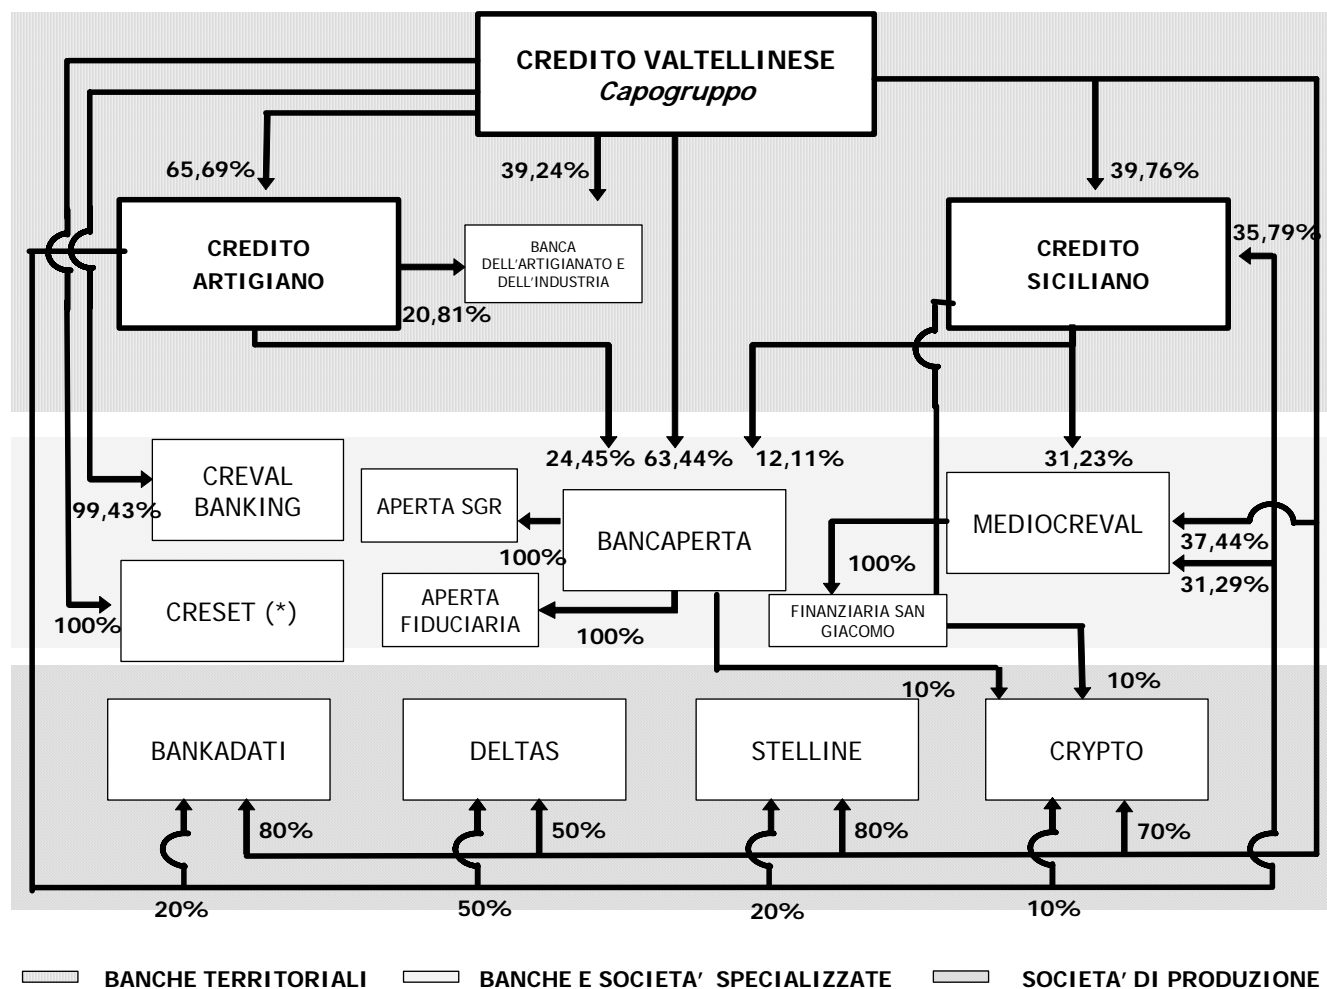 CREDITO VALTELLINESE
Capogruppo
65,69%
39,24%
39,76%
CREDITO
ARTIGIANO
BANCA
DELL'ARTIGIANATO E
DELL'INDUSTRIA
CREDITO
SICILIANO
35,79%
20,81%
24,45%
63,44%
12,11%
31,23%
CREVAL
BANKING
99,43%
APERTA SGR
100%
BANCAPERTA
MEDIOCREVAL
37,44%
31,29%
100%
CRESET (*)
100%
APERTA
FIDUCIARIA
100%
FINANZIARIA SAN
GIACOMO
10%
10%
BANKADATI
DELTAS
STELLINE
CRYPTO
80%
50%
80%
70%
20%
50%
20%
10%
BANCHE TERRITORIALI
BANCHE E SOCIETA' SPECIALIZZATE
SOCIETA' DI PRODUZIONE